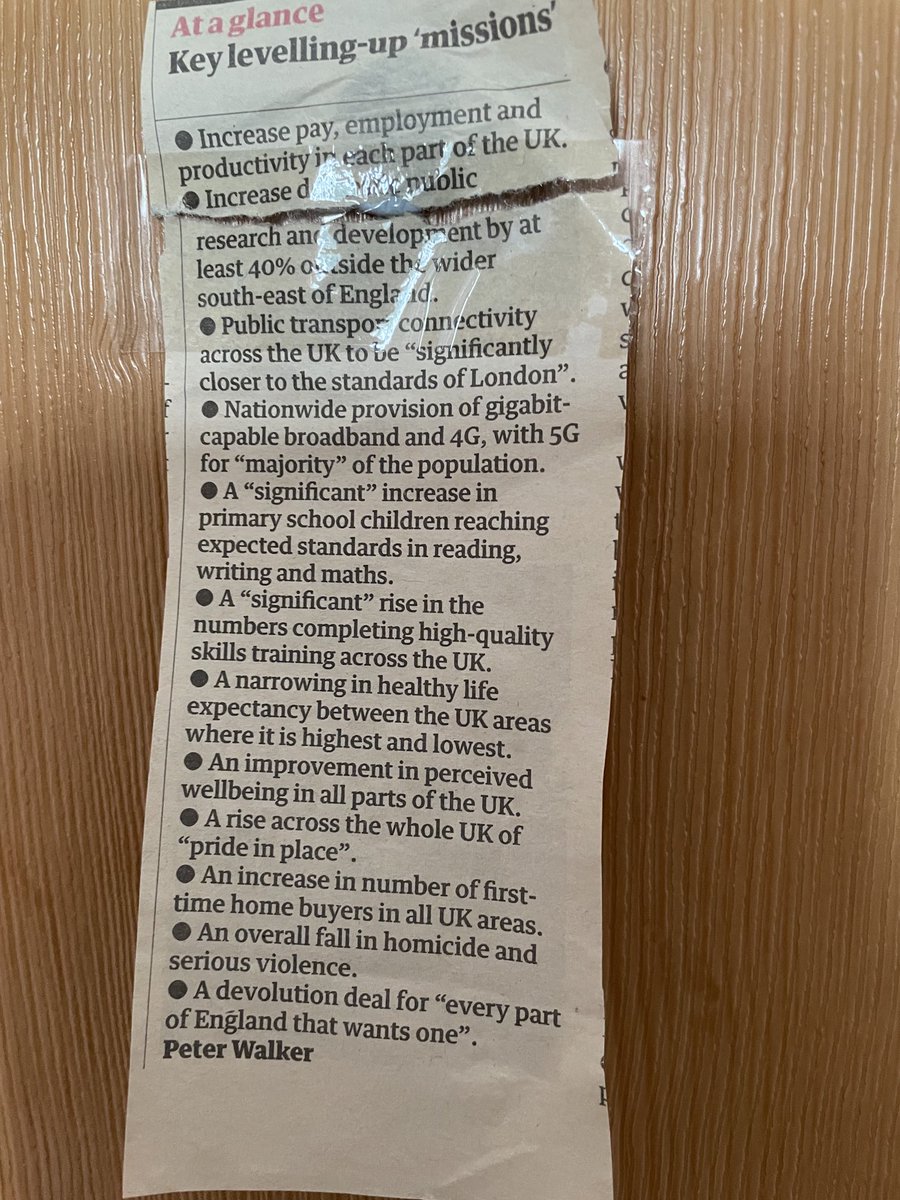 At a glance
Key levelling-up ‘missions’
● Increase pay, employment and
productivity in each part of the UK.
● Increase public
research and development by at
least 40% outside the wider
south-east of England.
● Public transport connectivity
across the UK to be “significantly
closer to the standards of London”.
● Nationwide provision of gigabit-
capable broadband and 4G, with 5G
for “majority” of the population.
● A “significant” increase in
primary school children reaching
expected standards in reading,
writing and maths.
● A “significant” rise in the
numbers completing high-quality
skills training across the UK.
● A narrowing in healthy life
expectancy between the UK areas
where it is highest and lowest.
● An improvement in perceived
wellbeing in all parts of the UK.
● A rise across the whole UK of
“pride in place”.
● An increase in number of first-
time home buyers in all UK areas.
● An overall fall in homicide and
serious violence.
● A devolution deal for “every part
of England that wants one”.
Peter Walker